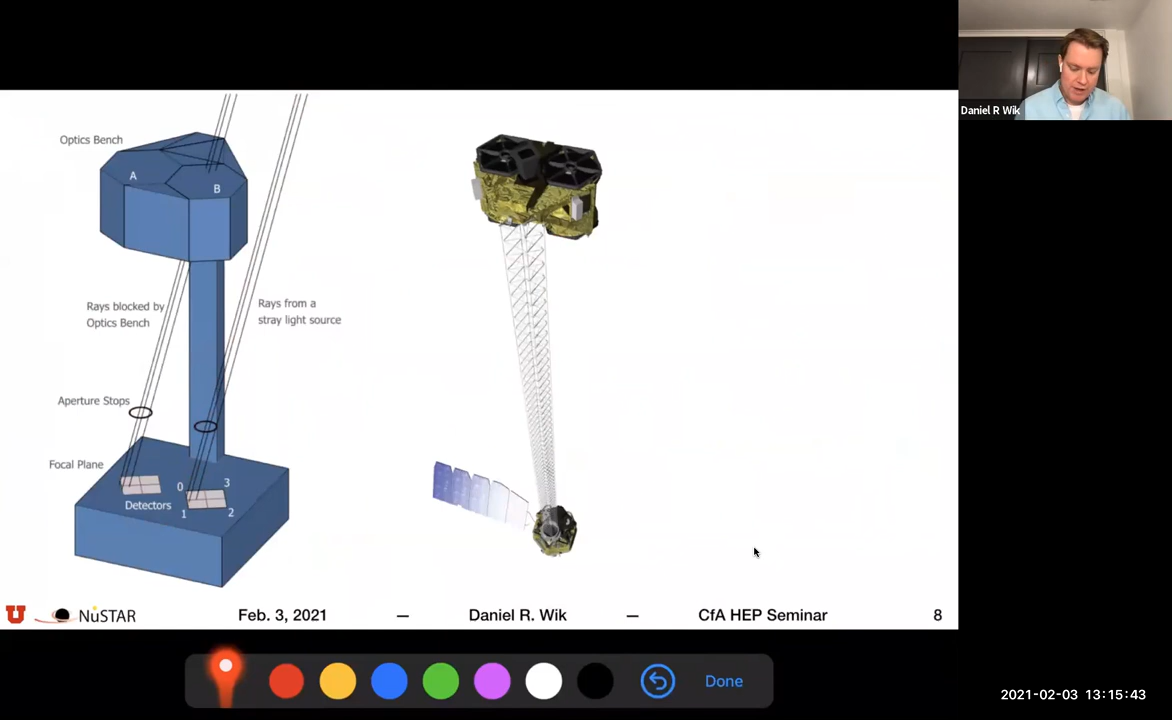 Optics Bench
A
B
Rays blocked by
Optics Bench
Rays from a
stray light source
Aperture Stops
Focal Plane
0
3
Detectors
1
2
U
NuSTAR
Feb. 3, 2021
—
Daniel R. Wik
—
CfA HEP Seminar
8
Daniel R Wik
Done
2021-02-03 13:15:43